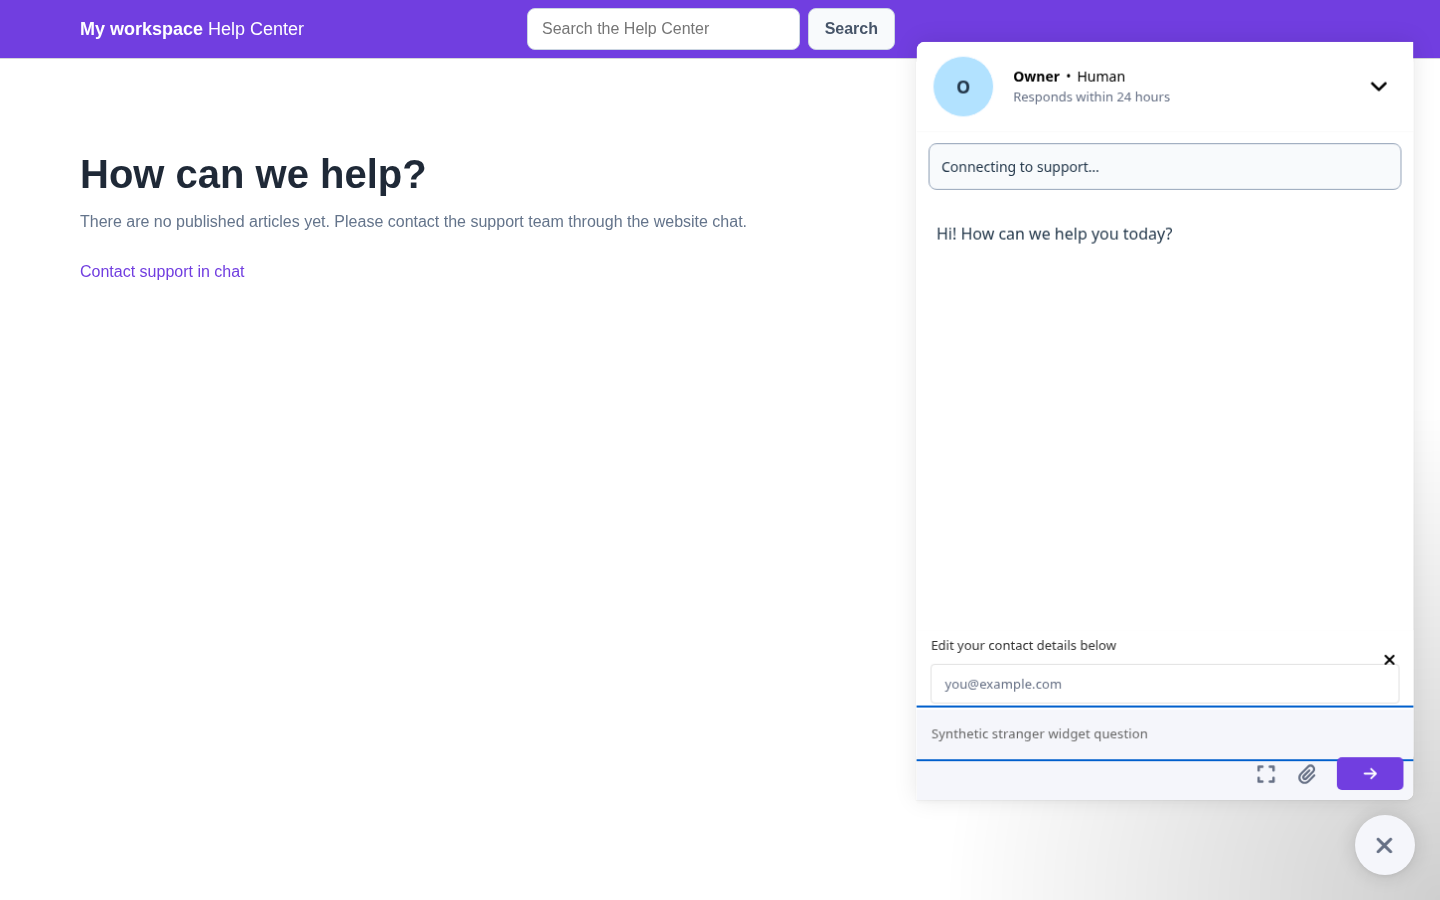 My workspace Help Center
Search the Help Center
Search
How can we help?
There are no published articles yet. Please contact the support team through the website chat.
Contact support in chat
O
Owner • Human
Responds within 24 hours
Connecting to support...
Hi! How can we help you today?
Edit your contact details below
you@example.com
Synthetic stranger widget question